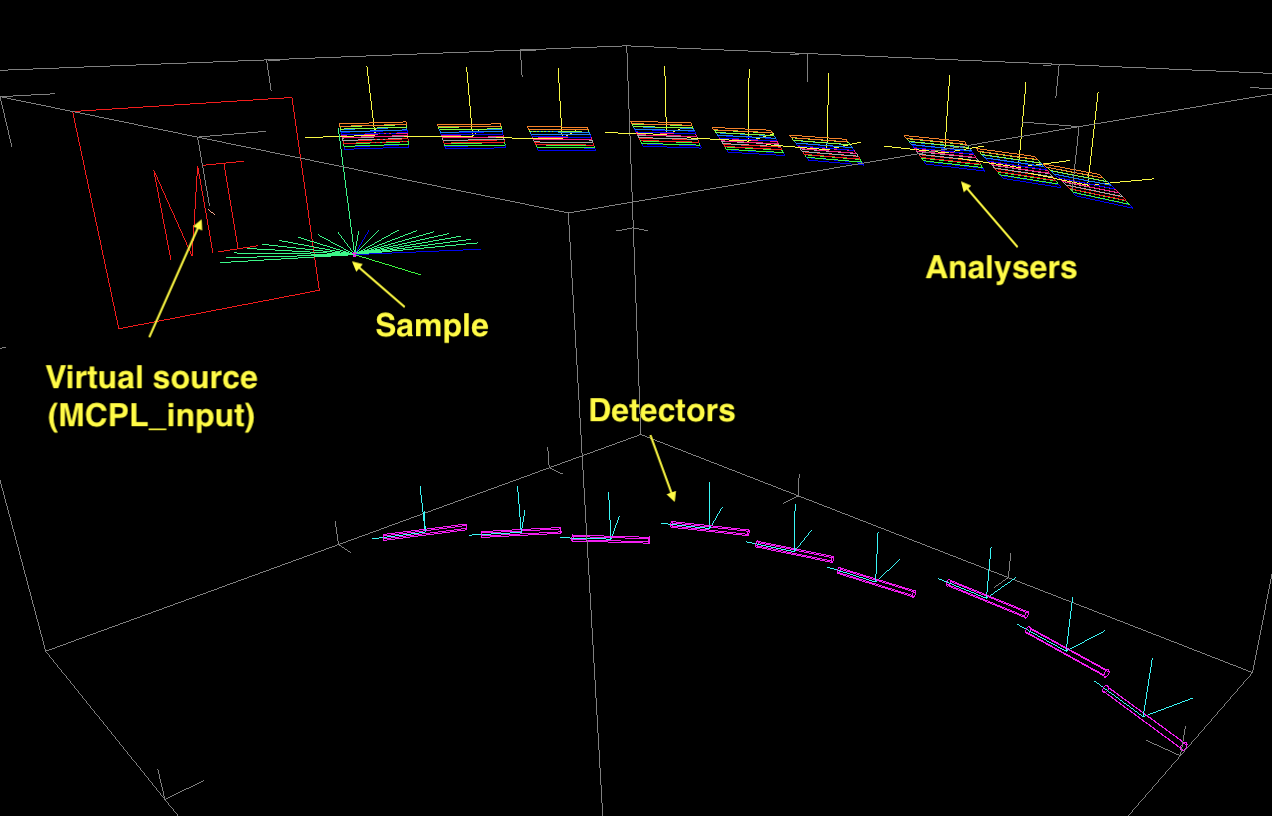 Analysers
Sample
Virtual source
(MCPL_input)
Detectors